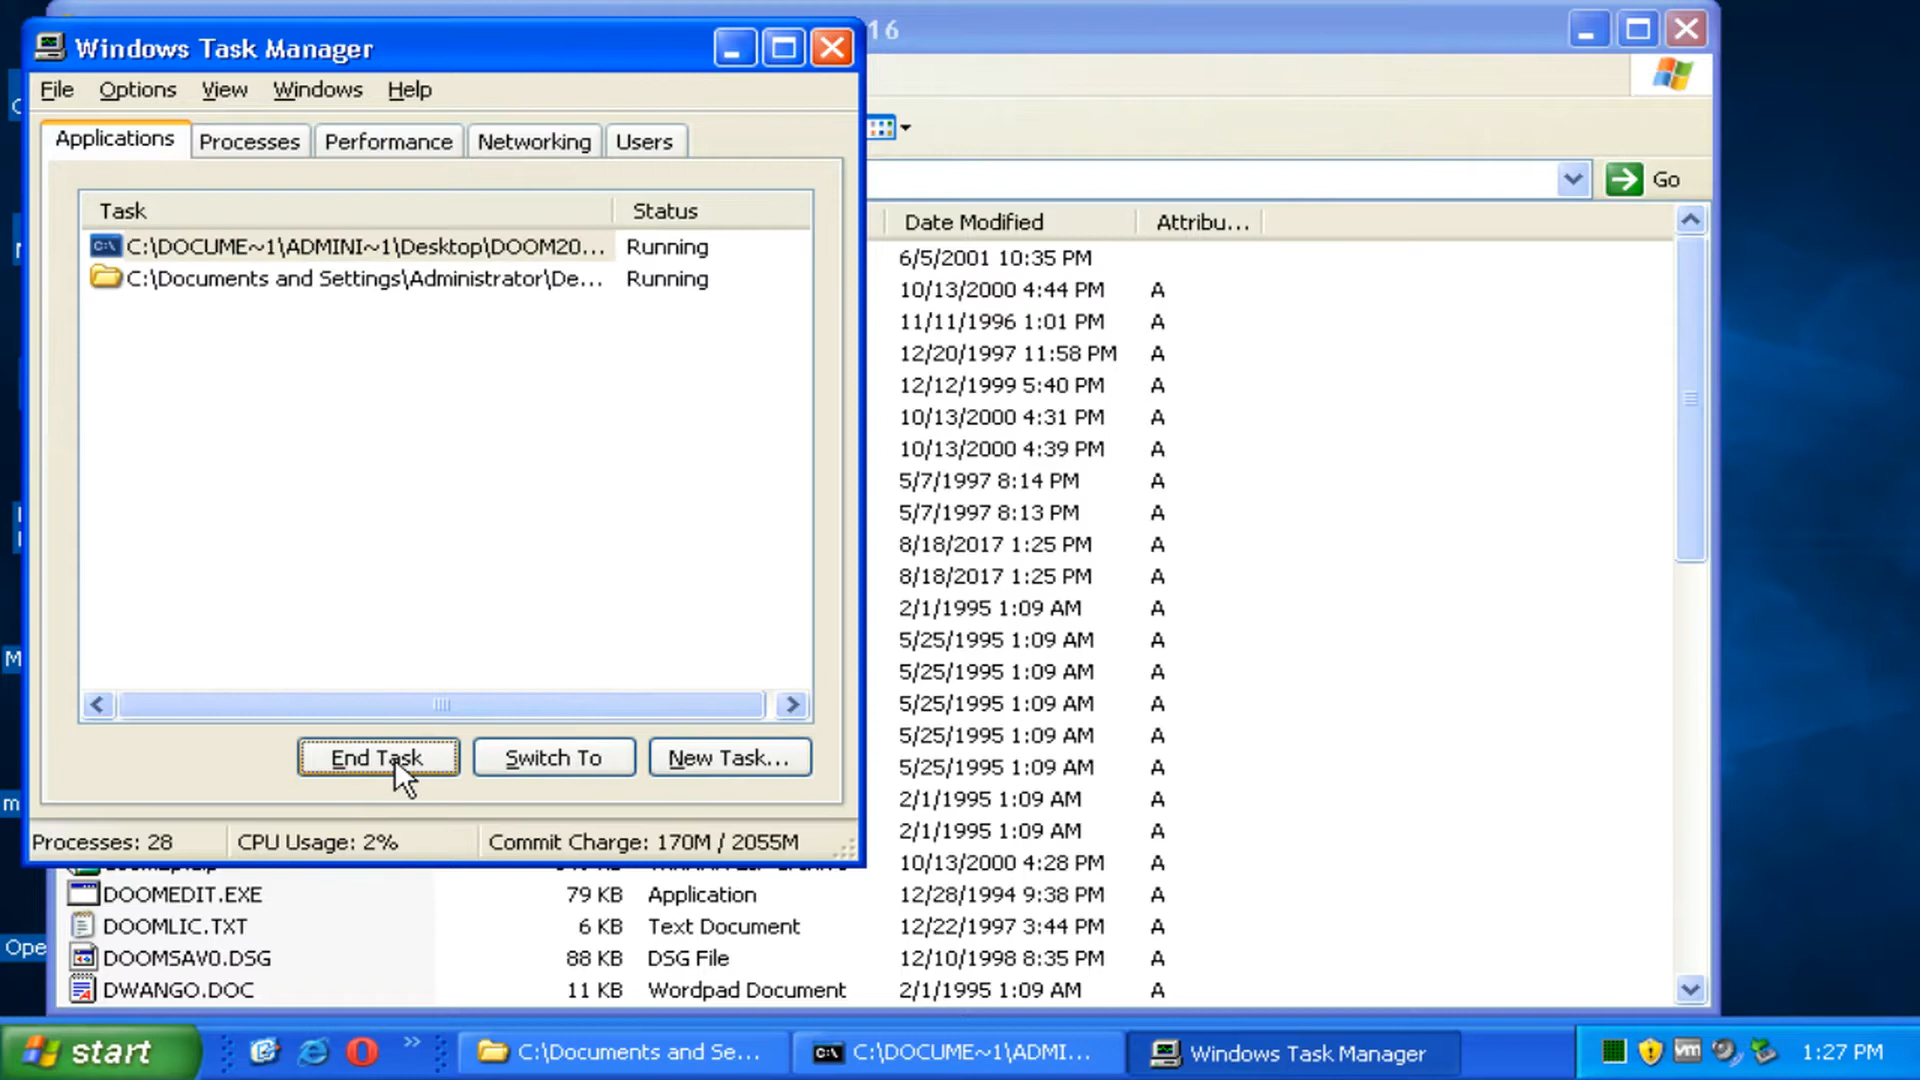 16
Windows Task Manager
File Options View Windows Help
Applications Processes Performance Networking Users
Go
Task Status
C:\DOCUME~1\ADMINI~1\Desktop\DOOM20... Running
C:\Documents and Settings\Administrator\De... Running
Date Modified Attribu...
6/5/2001 10:35 PM
10/13/2000 4:44 PM A
11/11/1996 1:01 PM A
12/20/1997 11:58 PM A
12/12/1999 5:40 PM A
10/13/2000 4:31 PM A
10/13/2000 4:39 PM A
5/7/1997 8:14 PM A
5/7/1997 8:13 PM A
8/18/2017 1:25 PM A
8/18/2017 1:25 PM A
2/1/1995 1:09 AM A
5/25/1995 1:09 AM A
5/25/1995 1:09 AM A
5/25/1995 1:09 AM A
5/25/1995 1:09 AM A
5/25/1995 1:09 AM A
2/1/1995 1:09 AM A
2/1/1995 1:09 AM A
10/13/2000 4:28 PM A
End Task Switch To New Task...
Processes: 28 CPU Usage: 2% Commit Charge: 170M / 2055M
DOOMEDIT.EXE 79 KB Application 12/28/1994 9:38 PM A
DOOMLIC.TXT 6 KB Text Document 12/22/1997 3:44 PM A
Ope
DOOMSAV0.DSG 88 KB DSG File 12/10/1998 8:35 PM A
DWANGO.DOC 11 KB Wordpad Document 2/1/1995 1:09 AM A
start C:\Documents and Se... C:\DOCUME~1\ADMI... Windows Task Manager vm 1:27 PM